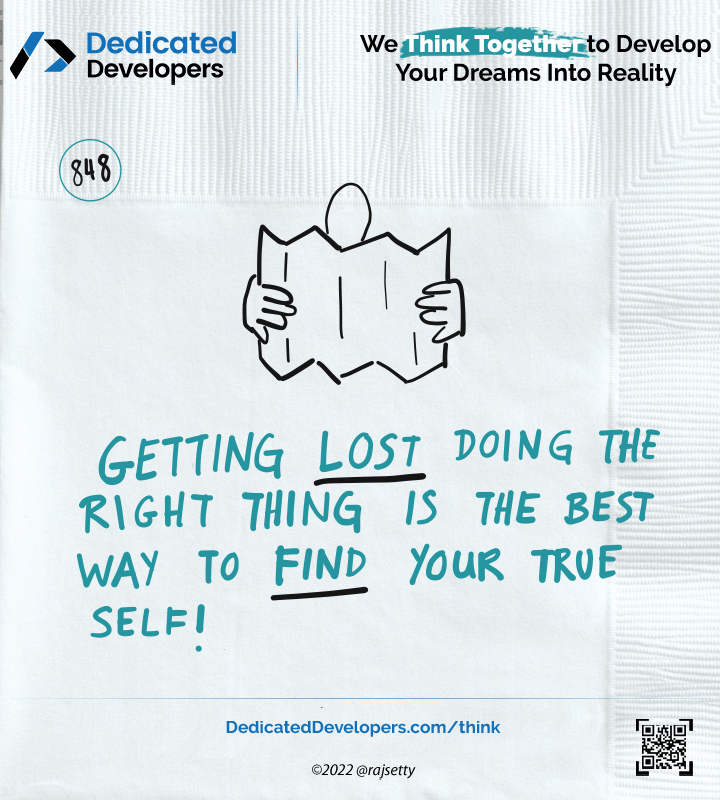 Dedicated
Developers
We Think Together to Develop
Your Dreams Into Reality
848
GETTING LOST DOING THE
RIGHT THING IS THE BEST
WAY TO FIND YOUR TRUE
SELF!
DedicatedDevelopers.com/think
©2022 @rajsetty